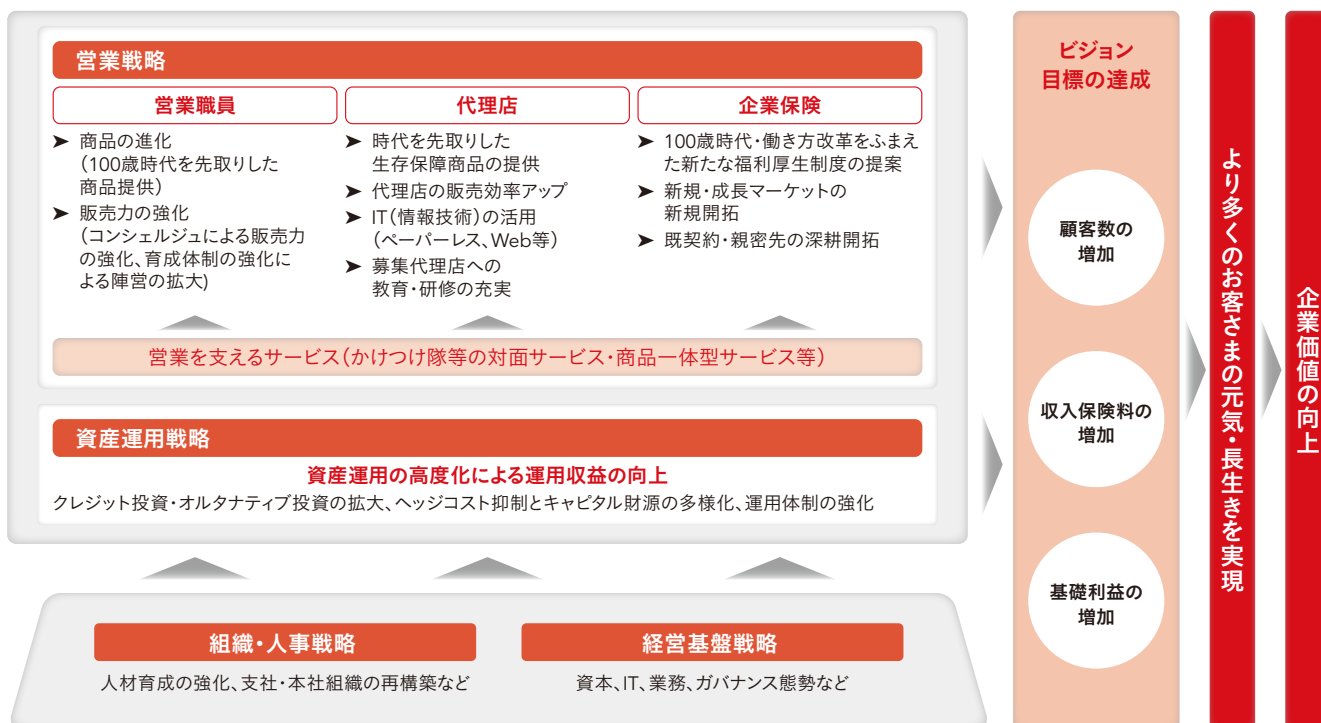 営業戦略
営業職員
➤ 商品の進化
(100歳時代を先取りした
商品提供)
➤ 販売力の強化
(コンシェルジュによる販売力
の強化、育成体制の強化に
よる陣営の拡大)
代理店
➤ 時代を先取りした
生存保障商品の提供
➤ 代理店の販売効率アップ
➤ IT(情報技術)の活用
(ペーパーレス、Web等)
➤ 募集代理店への
教育・研修の充実
企業保険
➤ 100歳時代・働き方改革をふまえ
た新たな福利厚生制度の提案
➤ 新規・成長マーケットの
新規開拓
➤ 既契約・親密先の深耕開拓
営業を支えるサービス(かけつけ隊等の対面サービス・商品一体型サービス等)
資産運用戦略
資産運用の高度化による運用収益の向上
クレジット投資・オルタナティブ投資の拡大、ヘッジコスト抑制とキャピタル財源の多様化、運用体制の強化
組織・人事戦略
人材育成の強化、支社・本社組織の再構築など
経営基盤戦略
資本、IT、業務、ガバナンス態勢など
ビジョン
目標の達成
顧客数の
増加
収入保険料の
増加
基礎利益の
増加
より多くのお客さまの元気・長生きを実現
企業価値の向上